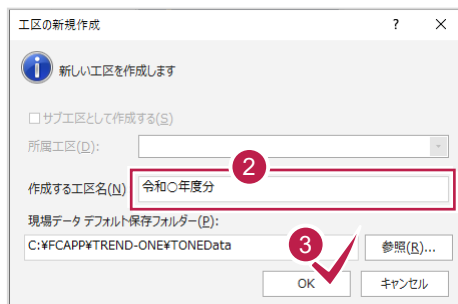 工区の新規作成 ? ×
新しい工区を作成します
サブ工区として作成する(S)
所属工区(D):
2
作成する工区名(N) 令和○年度分
現場データ デフォルト保存フォルダー(P):
C:¥FCAPP¥TREND-ONE¥TONEData 参照(R)...
3
OK キャンセル